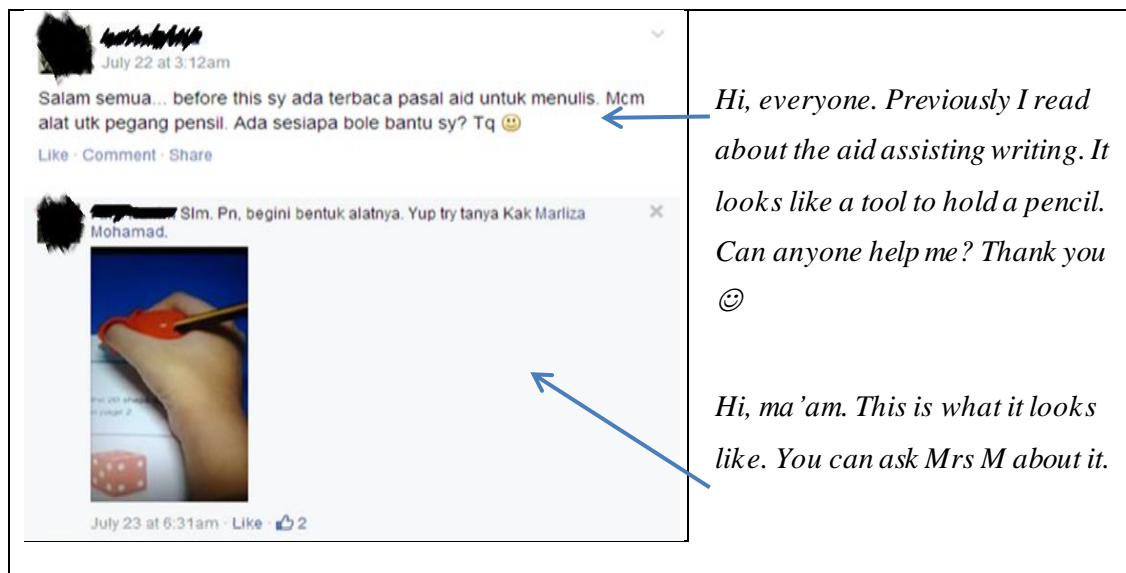 July 22 at 3:12am
Salam semua... before this sy ada terbaca pasal aid untuk menulis. Mcm
alat utk pegang pensil. Ada sesiapa bole bantu sy? Tq 🙂
Like · Comment · Share
Slm. Pn, begini bentuk alatnya. Yup try tanya Kak Marliza
Mohamad.
July 23 at 6:31am · Like · 👍 2
Hi, everyone. Previously I read
about the aid assisting writing. It
looks like a tool to hold a pencil.
Can anyone help me? Thank you
☺
Hi, ma’am. This is what it looks
like. You can ask Mrs M about it.